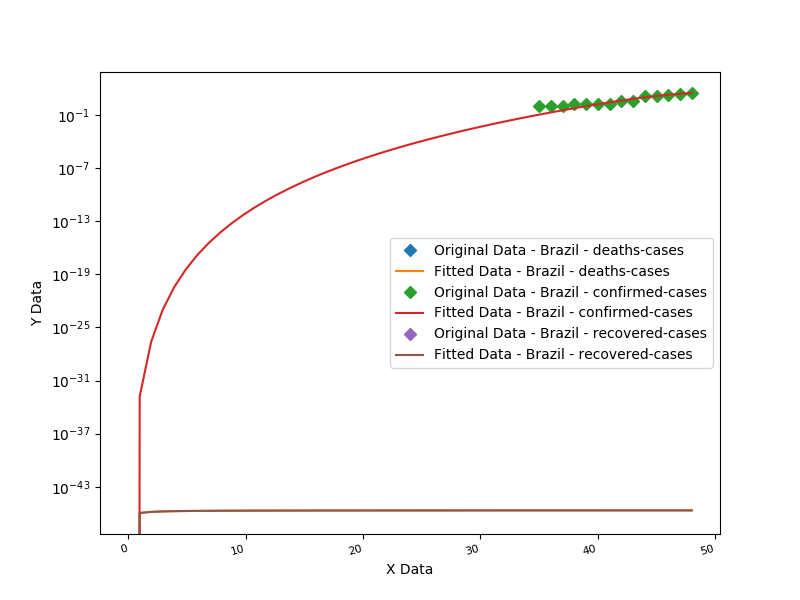 10⁻¹
10⁻⁷
10⁻¹³
10⁻¹⁹
10⁻²⁵
10⁻³¹
10⁻³⁷
10⁻⁴³
Y Data
Original Data - Brazil - deaths-cases
Fitted Data - Brazil - deaths-cases
Original Data - Brazil - confirmed-cases
Fitted Data - Brazil - confirmed-cases
Original Data - Brazil - recovered-cases
Fitted Data - Brazil - recovered-cases
0 10 20 30 40 50
X Data